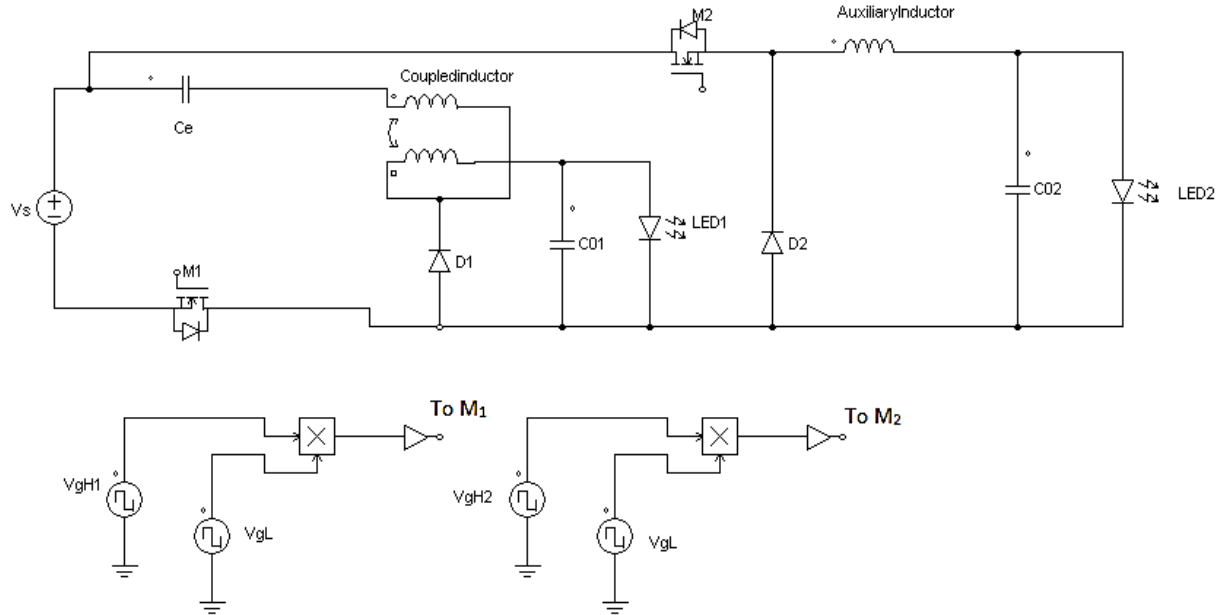 M2
AuxiliaryInductor
Coupledinductor
Ce
Vs
LED1
C01
D1
D2
C02
LED2
M1
To M₁
To M₂
VgH1
VgL
VgH2
VgL